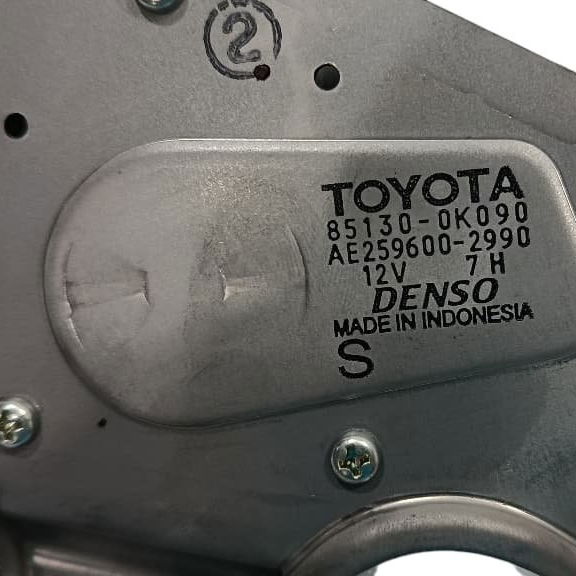 2
TOYOTA
85130-0K090
AE259600-2990
12V 7H
DENSO
MADE IN INDONESIA
S